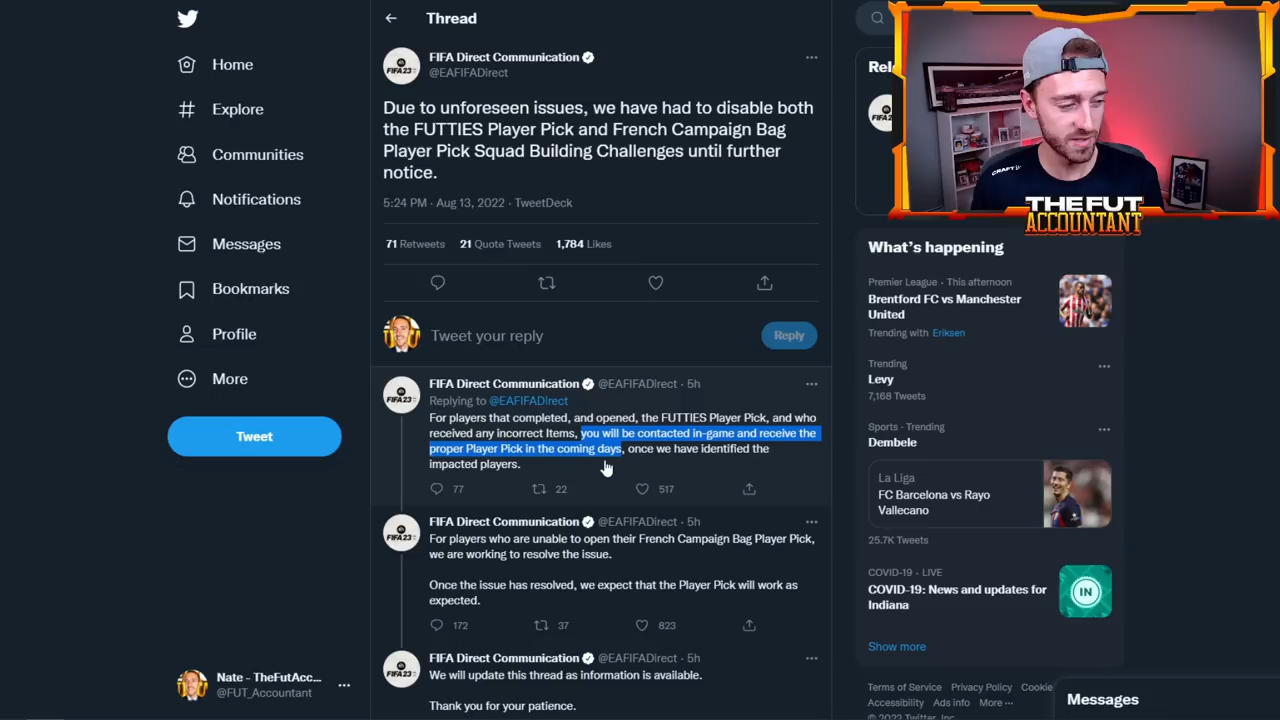 Home
Explore
Communities
Notifications
Messages
Bookmarks
Profile
More
Tweet
Nate - TheFutAcc...
@FUT_Accountant
Thread
FIFA Direct Communication
@EAFIFADirect
Due to unforeseen issues, we have had to disable both
the FUTTIES Player Pick and French Campaign Bag
Player Pick Squad Building Challenges until further
notice.
5:24 PM · Aug 13, 2022 · TweetDeck
71 Retweets 21 Quote Tweets 1,784 Likes
Tweet your reply
Reply
FIFA Direct Communication @EAFIFADirect · 5h
Replying to @EAFIFADirect
For players that completed, and opened, the FUTTIES Player Pick, and who
received any incorrect Items, you will be contacted in-game and receive the
proper Player Pick in the coming days, once we have identified the
impacted players.
77 22 517
FIFA Direct Communication @EAFIFADirect · 5h
For players who are unable to open their French Campaign Bag Player Pick,
we are working to resolve the issue.
Once the issue has resolved, we expect that the Player Pick will work as
expected.
172 37 823
FIFA Direct Communication @EAFIFADirect · 5h
We will update this thread as information is available.
Thank you for your patience.
Rel
THE FUT
ACCOUNTANT
What's happening
Premier League · This afternoon
Brentford FC vs Manchester
United
Trending with Eriksen
Trending
Levy
7,168 Tweets
Sports · Trending
Dembele
La Liga
FC Barcelona vs Rayo
Vallecano
25.7K Tweets
COVID-19 · LIVE
COVID-19: News and updates for
Indiana
IN
Show more
Terms of Service Privacy Policy Cookie
Accessibility Ads info More ···
© 2022 Twitter, Inc.
Messages